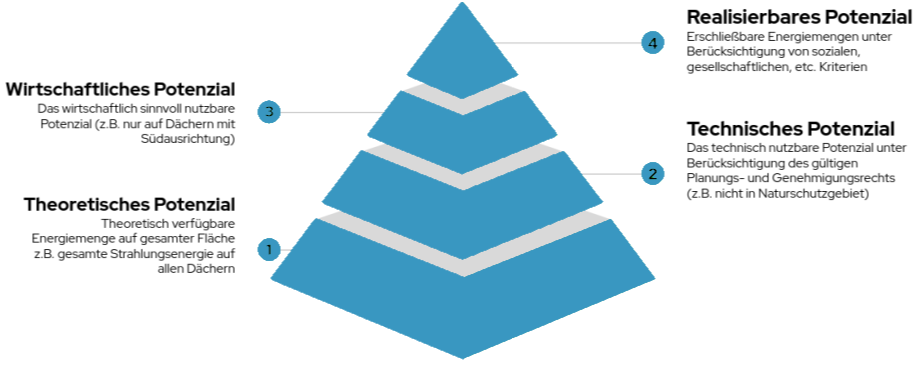 Realisierbares Potenzial
Erschließbare Energiemengen unter
Berücksichtigung von sozialen,
gesellschaftlichen, etc. Kriterien
4
Wirtschaftliches Potenzial
Das wirtschaftlich sinnvoll nutzbare
Potenzial (z.B. nur auf Dächern mit
Südausrichtung)
3
Technisches Potenzial
Das technisch nutzbare Potenzial unter
Berücksichtigung des gültigen
Planungs- und Genehmigungsrechts
(z.B. nicht in Naturschutzgebiet)
2
Theoretisches Potenzial
Theoretisch verfügbare
Energiemenge auf gesamter Fläche
z.B. gesamte Strahlungsenergie auf
allen Dächern
1